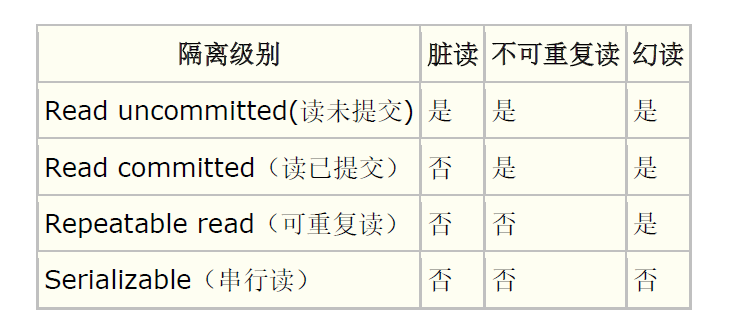 隔离级别 脏读 不可重复读 幻读
Read uncommitted(读未提交) 是 是 是
Read committed（读已提交） 否 是 是
Repeatable read（可重复读） 否 否 是
Serializable（串行读） 否 否 否